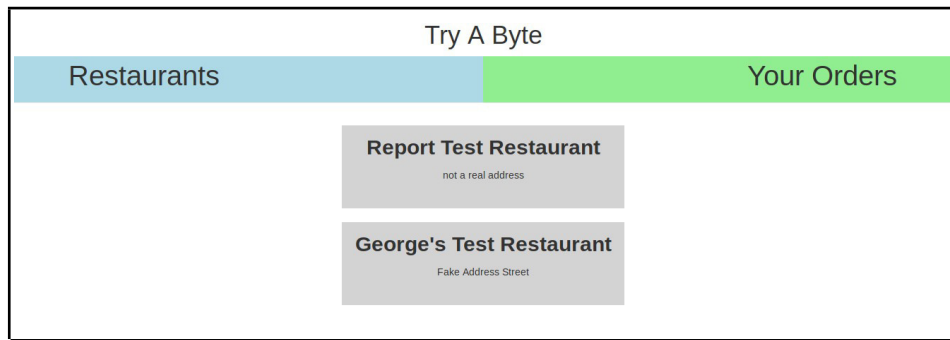 Try A Byte
Restaurants Your Orders
Report Test Restaurant
not a real address
George's Test Restaurant
Fake Address Street